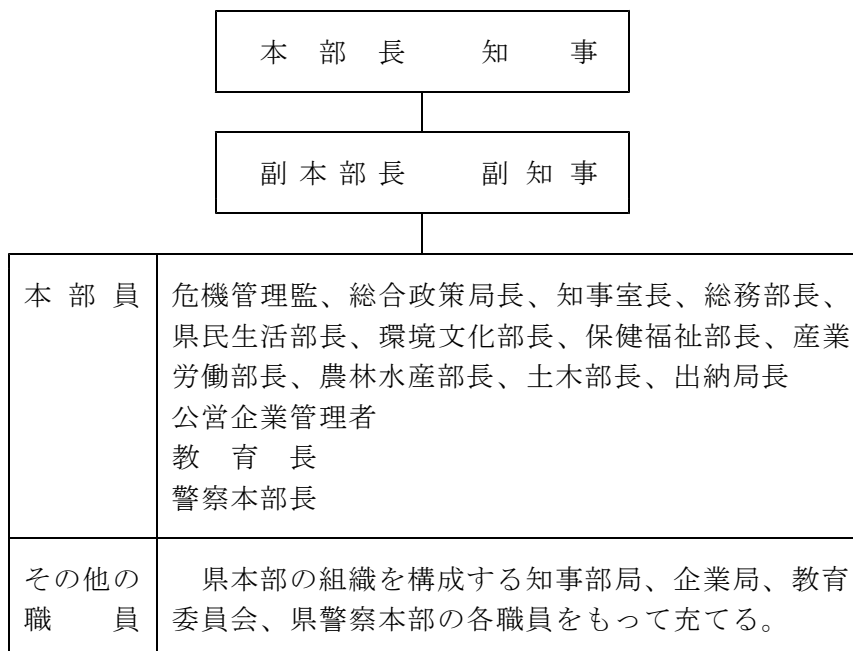 本部長　知事
副本部長　副知事
本部員
危機管理監、総合政策局長、知事室長、総務部長、
県民生活部長、環境文化部長、保健福祉部長、産業
労働部長、農林水産部長、土木部長、出納局長
公営企業管理者
教育長
警察本部長
その他の
職員
県本部の組織を構成する知事部局、企業局、教育
委員会、県警察本部の各職員をもって充てる。